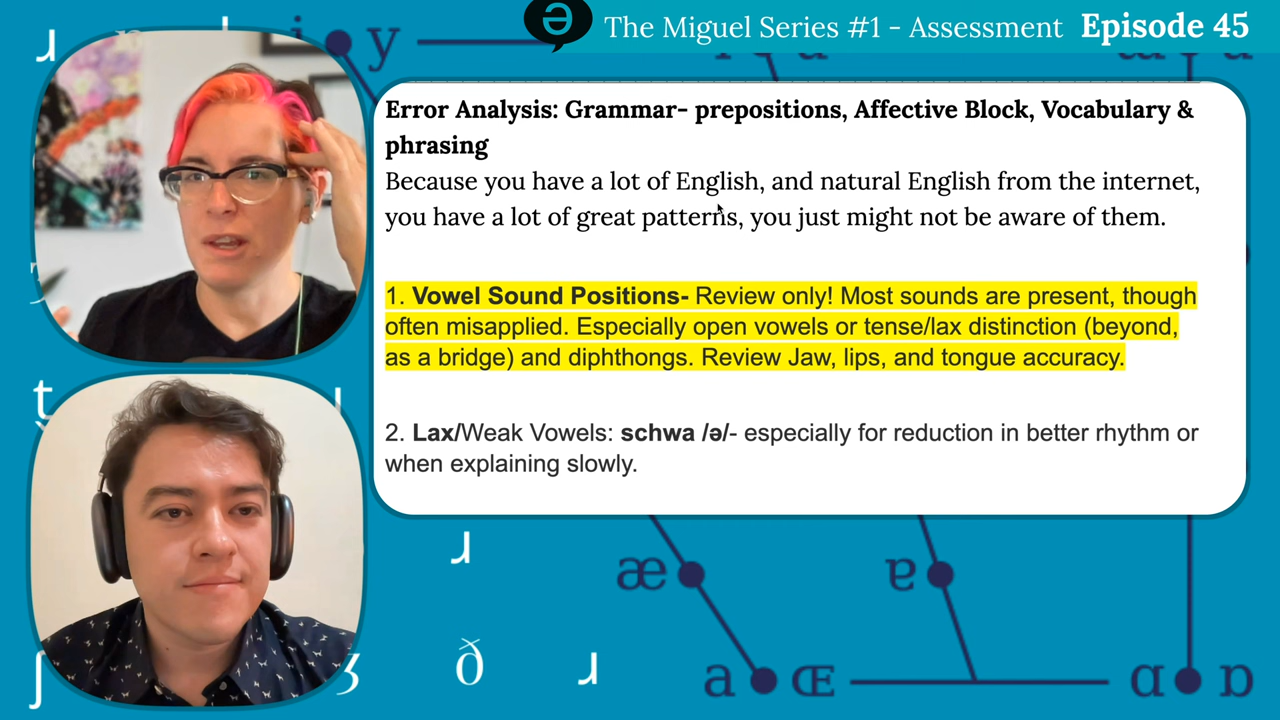 ə The Miguel Series #1 - Assessment Episode 45
ɹ
i y
Error Analysis: Grammar- prepositions, Affective Block, Vocabulary &
phrasing
Because you have a lot of English, and natural English from the internet,
you have a lot of great patterns, you just might not be aware of them.
1. Vowel Sound Positions- Review only! Most sounds are present, though
often misapplied. Especially open vowels or tense/lax distinction (beyond,
as a bridge) and diphthongs. Review Jaw, lips, and tongue accuracy.
2. Lax/Weak Vowels: schwa /ə/- especially for reduction in better rhythm or
when explaining slowly.
t
ɹ
æ ɐ
ʃ ʒ ð ɹ
a Œ ɑ ɒ